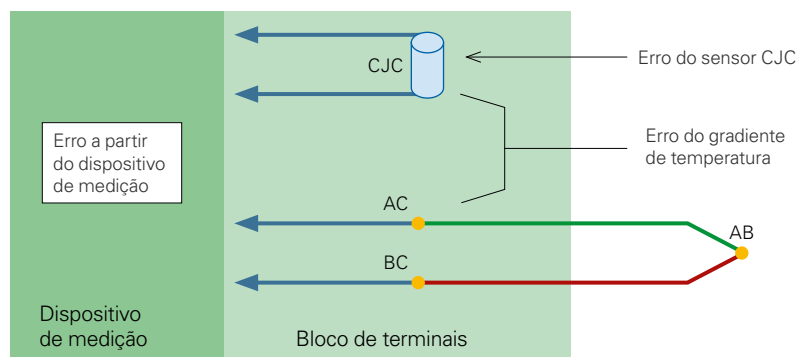 CJC
Erro do sensor CJC
Erro a partir
do dispositivo
de medição
Erro do gradiente
de temperatura
AC
AB
BC
Dispositivo
de medição
Bloco de terminais